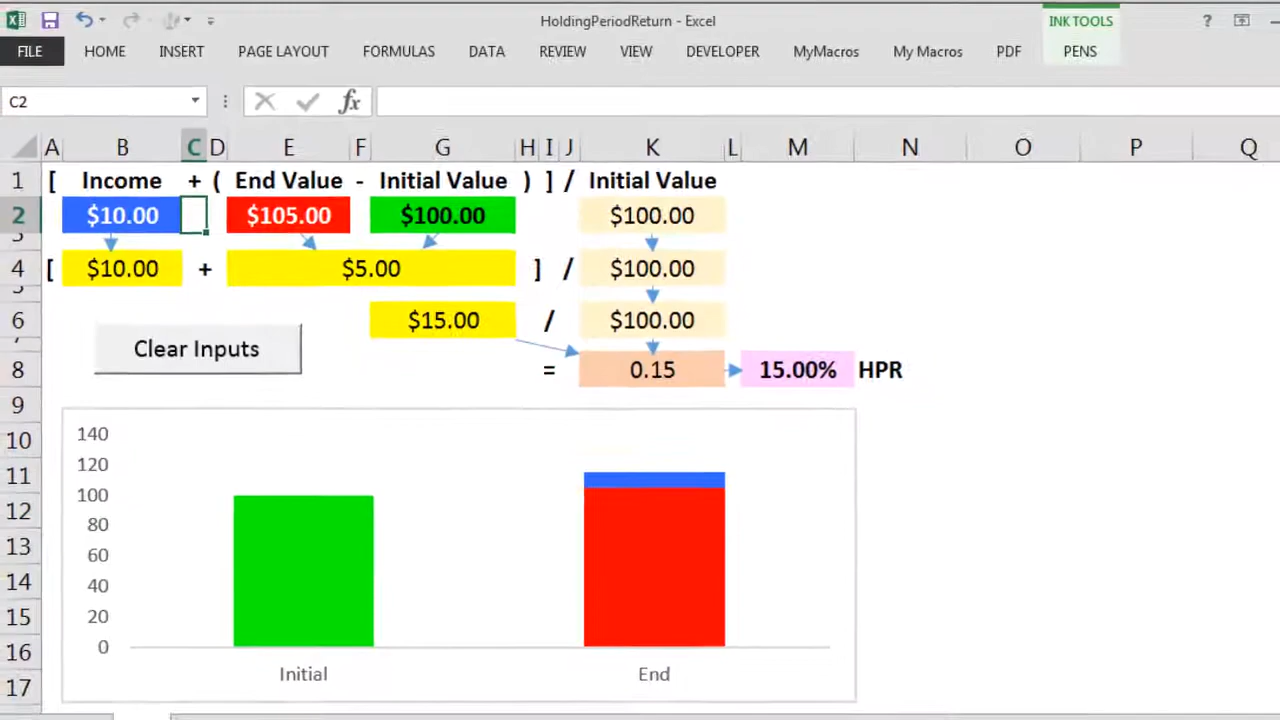 HoldingPeriodReturn - Excel
INK TOOLS
?
FILE HOME INSERT PAGE LAYOUT FORMULAS DATA REVIEW VIEW DEVELOPER MyMacros My Macros PDF PENS
C2 fx
A B C D E F G H I J K L M N O P Q
1 [ Income + ( End Value - Initial Value ) ] / Initial Value
2 $10.00 $105.00 $100.00 $100.00
3
4 [ $10.00 + $5.00 ] / $100.00
5
6 $15.00 / $100.00
7
Clear Inputs
8 = 0.15 15.00% HPR
9
10 140
11 120
100
12 80
13 60
14 40
15 20
16 0
Initial End
17